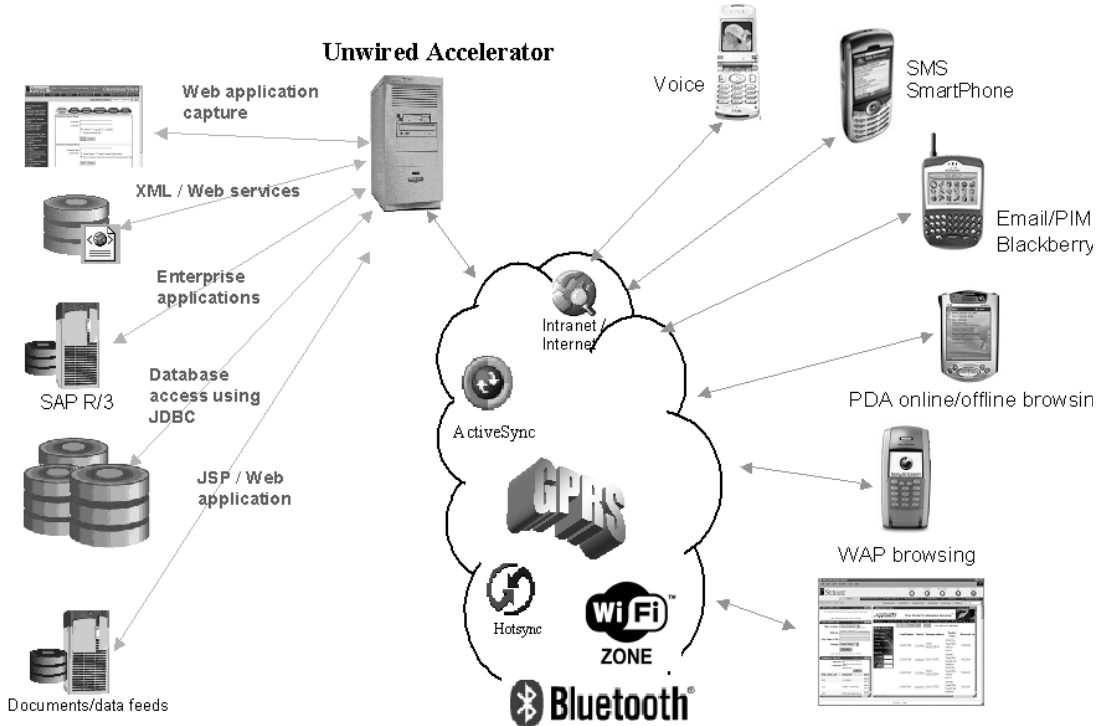 Unwired Accelerator
Web application
capture
XML / Web services
Enterprise
applications
SAP R/3
Database
access using
JDBC
JSP / Web
application
Documents/data feeds
Voice
SMS
SmartPhone
Email/PIM
Blackberry
PDA online/offline browsin
WAP browsing
Intranet /
Internet
ActiveSync
GPRS
Hotsync
Wi Fi
TM
ZONE
Bluetooth®
SYBASE